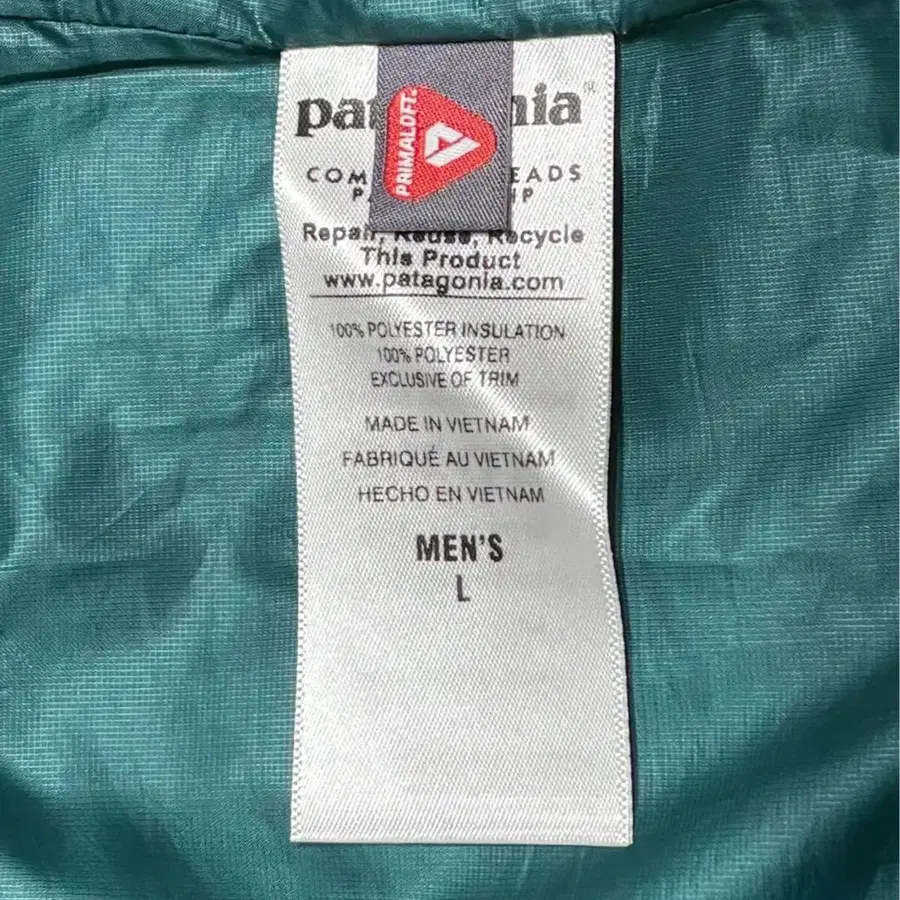 PRIMALOFT®
Repair, Reuse, Recycle
This Product
www.patagonia.com
100% POLYESTER INSULATION
100% POLYESTER
EXCLUSIVE OF TRIM
MADE IN VIETNAM
FABRIQUÉ AU VIETNAM
HECHO EN VIETNAM
MEN'S
L